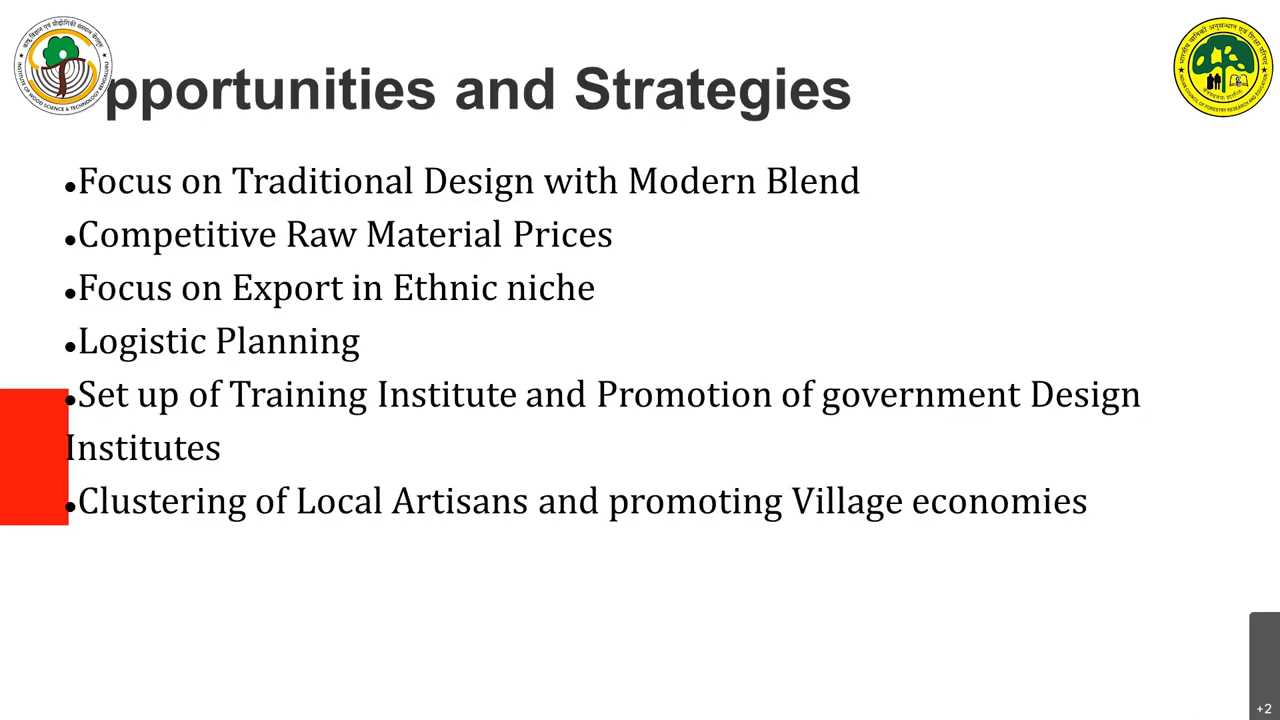 pportunities and Strategies
•Focus on Traditional Design with Modern Blend
•Competitive Raw Material Prices
•Focus on Export in Ethnic niche
•Logistic Planning
•Set up of Training Institute and Promotion of government Design
Institutes
•Clustering of Local Artisans and promoting Village economies
+2